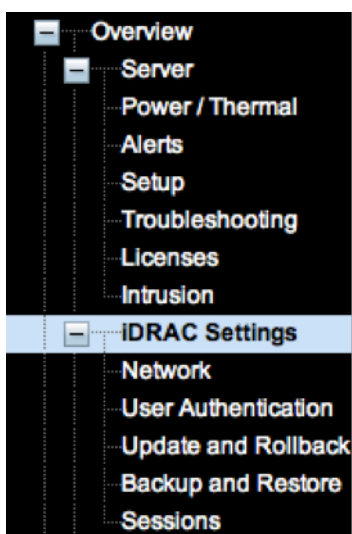 Overview
Server
Power / Thermal
Alerts
Setup
Troubleshooting
Licenses
Intrusion
iDRAC Settings
Network
User Authentication
Update and Rollback
Backup and Restore
Sessions